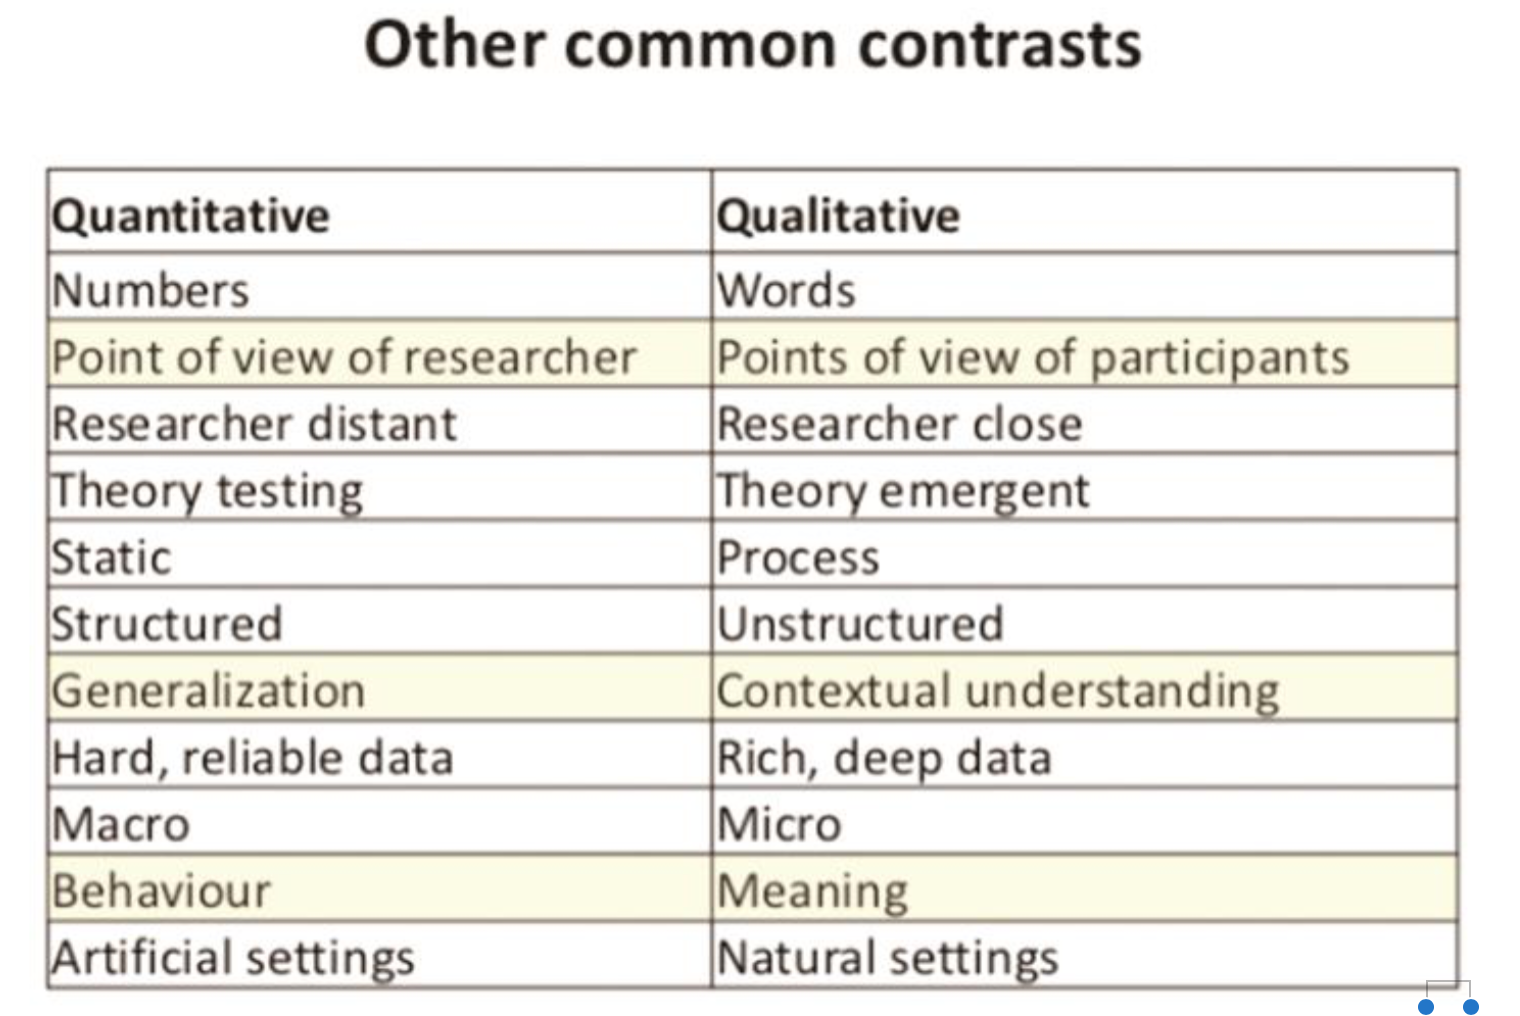 Other common contrasts
Quantitative Qualitative
Numbers Words
Point of view of researcher Points of view of participants
Researcher distant Researcher close
Theory testing Theory emergent
Static Process
Structured Unstructured
Generalization Contextual understanding
Hard, reliable data Rich, deep data
Macro Micro
Behaviour Meaning
Artificial settings Natural settings